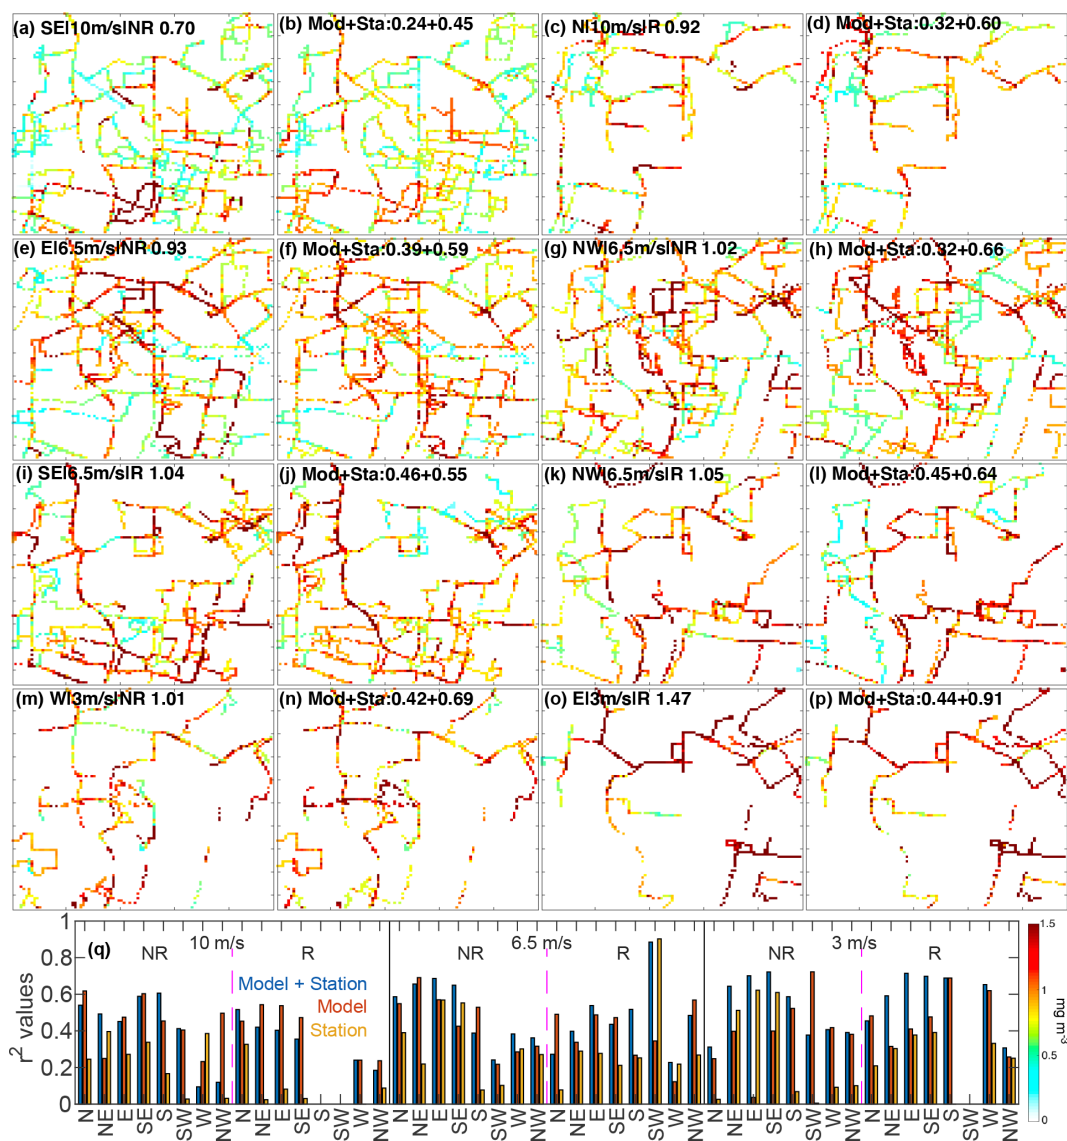 (a) SE|10m/s|NR 0.70
(b) Mod+Sta:0.24+0.45
(c) N|10m/s|R 0.92
(d) Mod+Sta:0.32+0.60
(e) E|6.5m/s|NR 0.93
(f) Mod+Sta:0.39+0.59
(g) NW|6.5m/s|NR 1.02
(h) Mod+Sta:0.32+0.66
(i) SE|6.5m/s|R 1.04
(j) Mod+Sta:0.46+0.55
(k) NW|6.5m/s|R 1.05
(l) Mod+Sta:0.45+0.64
(m) W|3m/s|NR 1.01
(n) Mod+Sta:0.42+0.69
(o) E|3m/s|R 1.47
(p) Mod+Sta:0.44+0.91
(q) NR 10 m/s R NR 6.5 m/s R NR 3 m/s R
Model + Station
Model
Station
r² values
1
0.8
0.6
0.4
0.2
0
N NE E SE S SW W NW N NE E SE S SW W NW N NE E SE S SW W NW N NE E SE S SW W NW N NE E SE S SW W NW N NE E SE S SW W NW
1.5
1
0.5
0
mg m⁻³